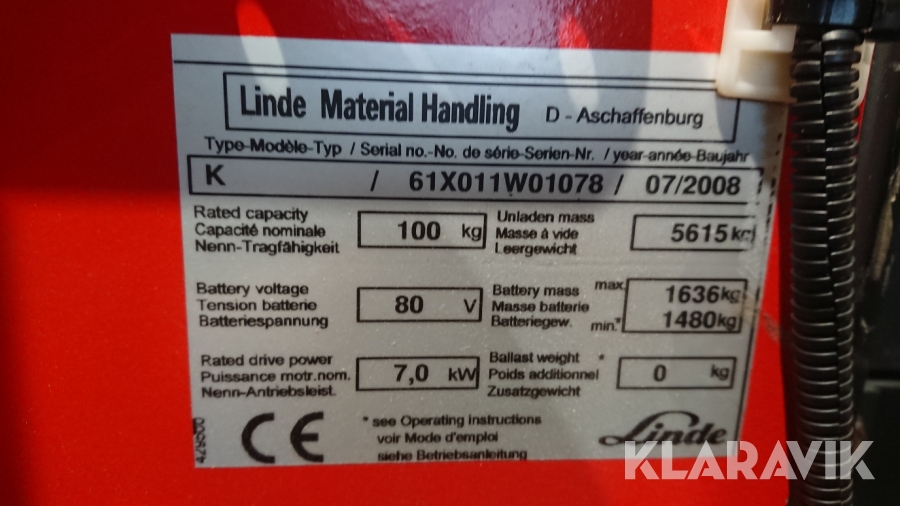 Linde Material Handling D - Aschaffenburg
Type-Modèle-Typ / Serial no.-No. de série-Serien-Nr. / year-année-Baujahr
K / 61X011W01078 / 07/2008
Rated capacity
Capacité nominale
Nenn-Tragfähigkeit
100 kg
Unladen mass
Masse à vide
Leergewicht
5615 kg
Battery voltage
Tension batterie
Batteriespannung
80 V
Battery mass max.
Masse batterie
Batteriegew. min.*
1636 kg
1480 kg
Rated drive power
Puissance motr.nom.
Nenn-Antriebsleist.
7,0 kW
Ballast weight *
Poids additionnel
Zusatzgewicht
0 kg
CE
* see Operating instructions
voir Mode d'emploi
siehe Betriebsanleitung
Linde
KLARAVIK